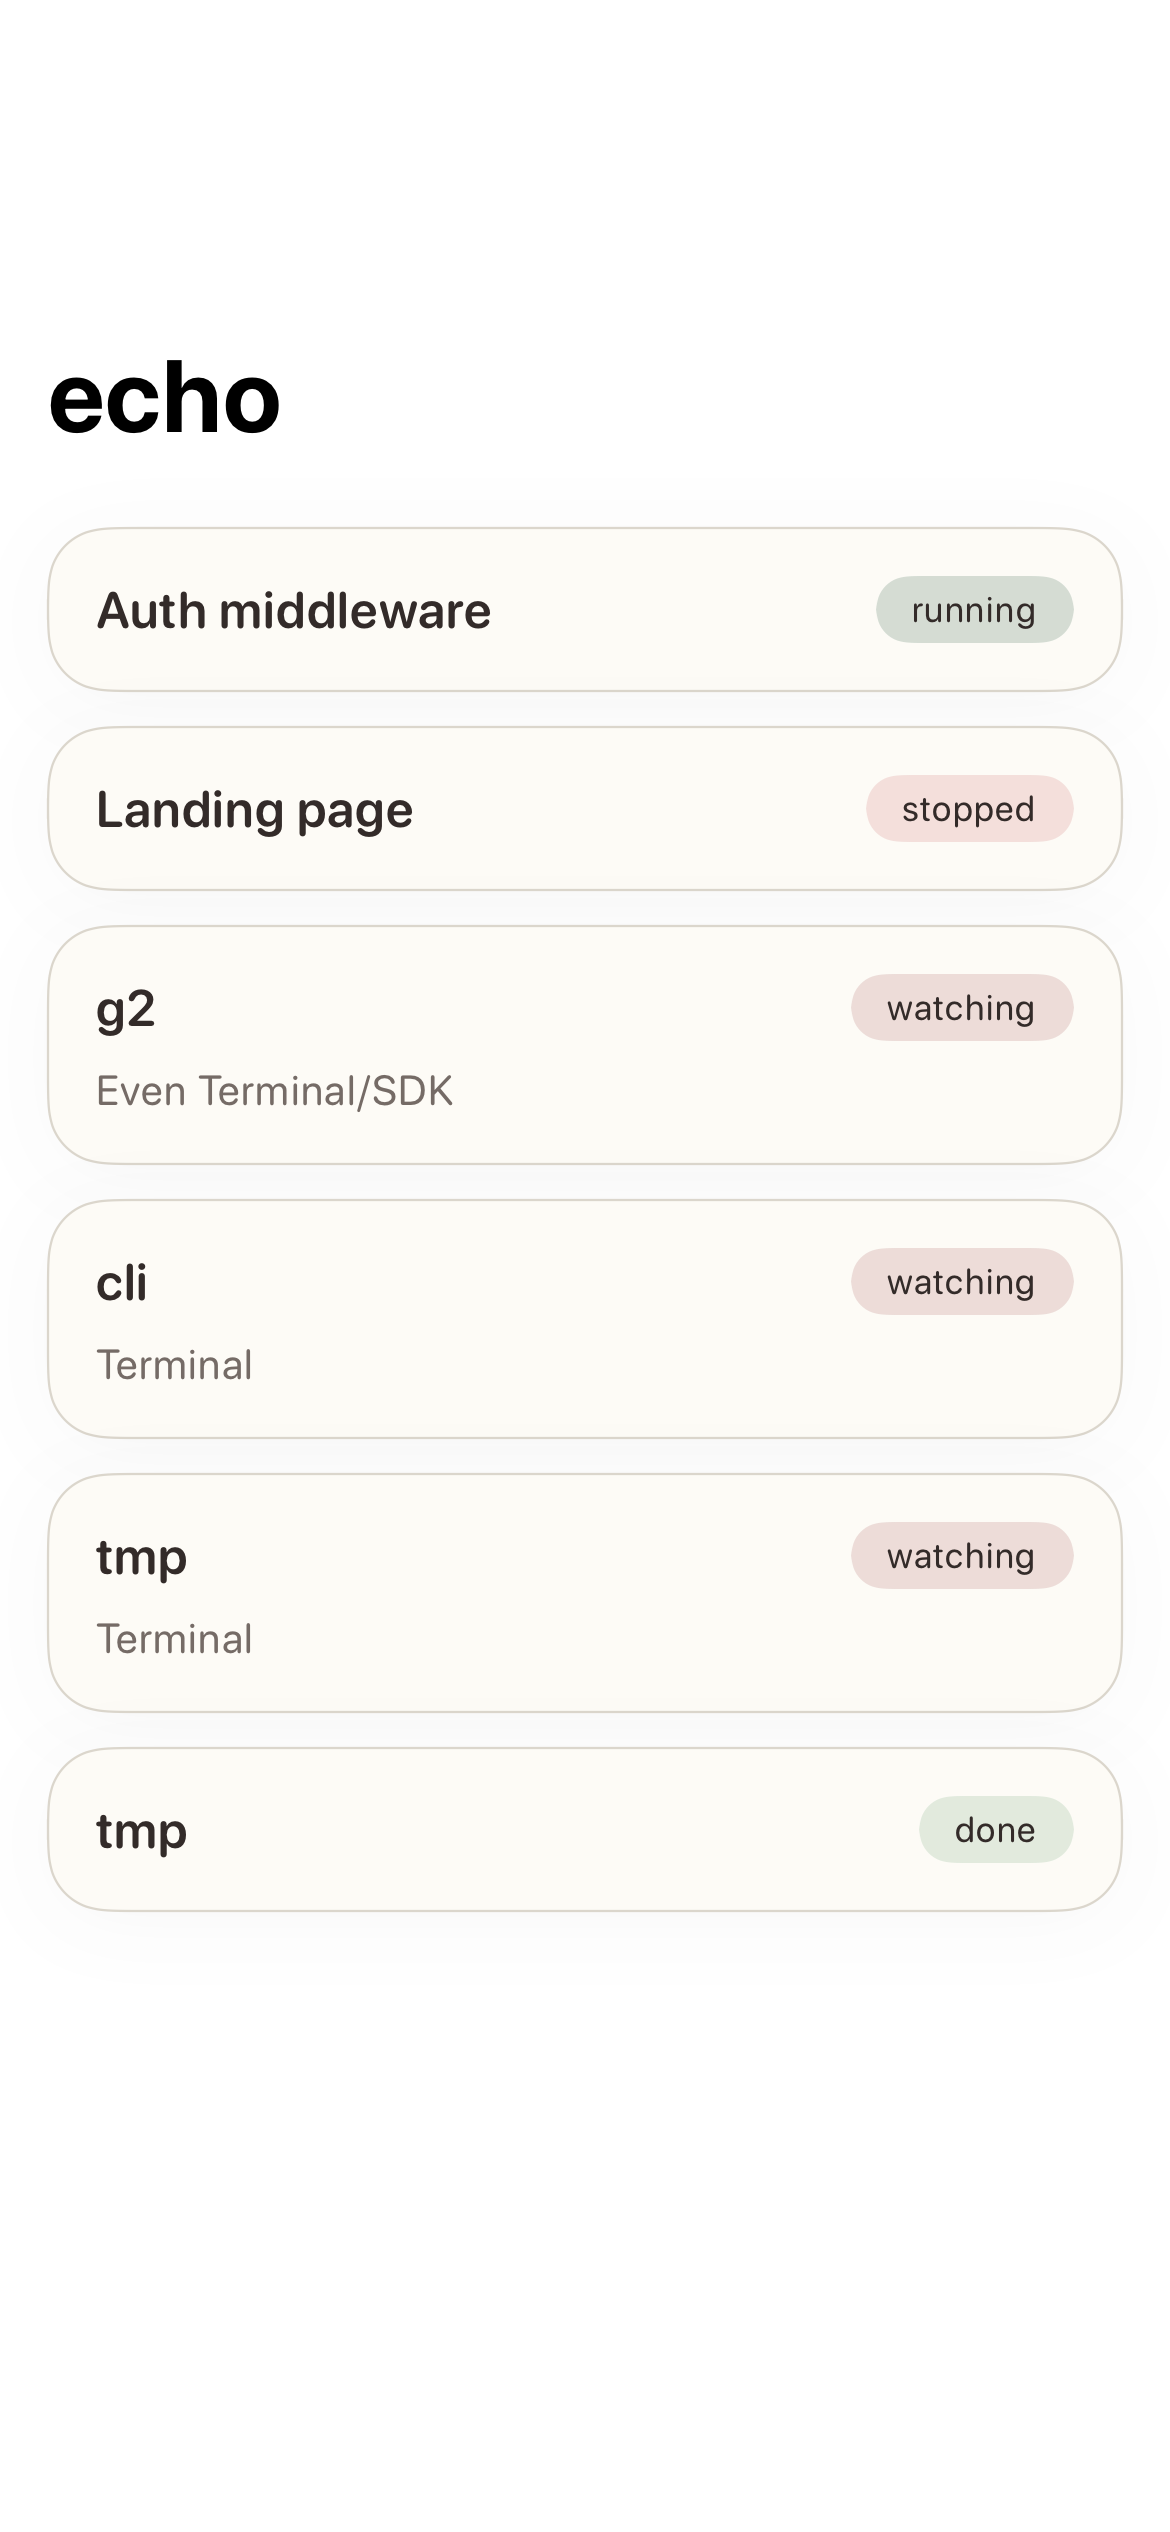 echo
Auth middleware
running
Landing page
stopped
g2
watching
Even Terminal/SDK
cli
watching
Terminal
tmp
watching
Terminal
tmp
done